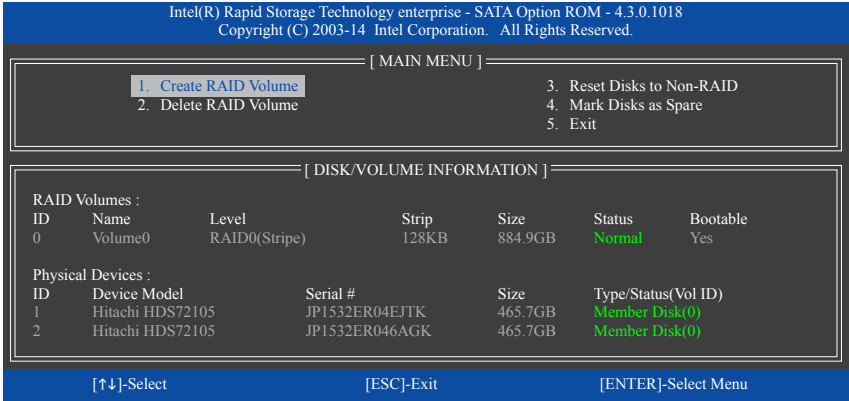 Intel(R) Rapid Storage Technology enterprise - SATA Option ROM - 4.3.0.1018
Copyright (C) 2003-14 Intel Corporation. All Rights Reserved.
[ MAIN MENU ]
1. Create RAID Volume
2. Delete RAID Volume
3. Reset Disks to Non-RAID
4. Mark Disks as Spare
5. Exit
[ DISK/VOLUME INFORMATION ]
RAID Volumes :
ID Name Level Strip Size Status Bootable
0 Volume0 RAID0(Stripe) 128KB 884.9GB Normal Yes
Physical Devices :
ID Device Model Serial # Size Type/Status(Vol ID)
1 Hitachi HDS72105 JP1532ER04EJTK 465.7GB Member Disk(0)
2 Hitachi HDS72105 JP1532ER046AGK 465.7GB Member Disk(0)
[↑↓]-Select [ESC]-Exit [ENTER]-Select Menu